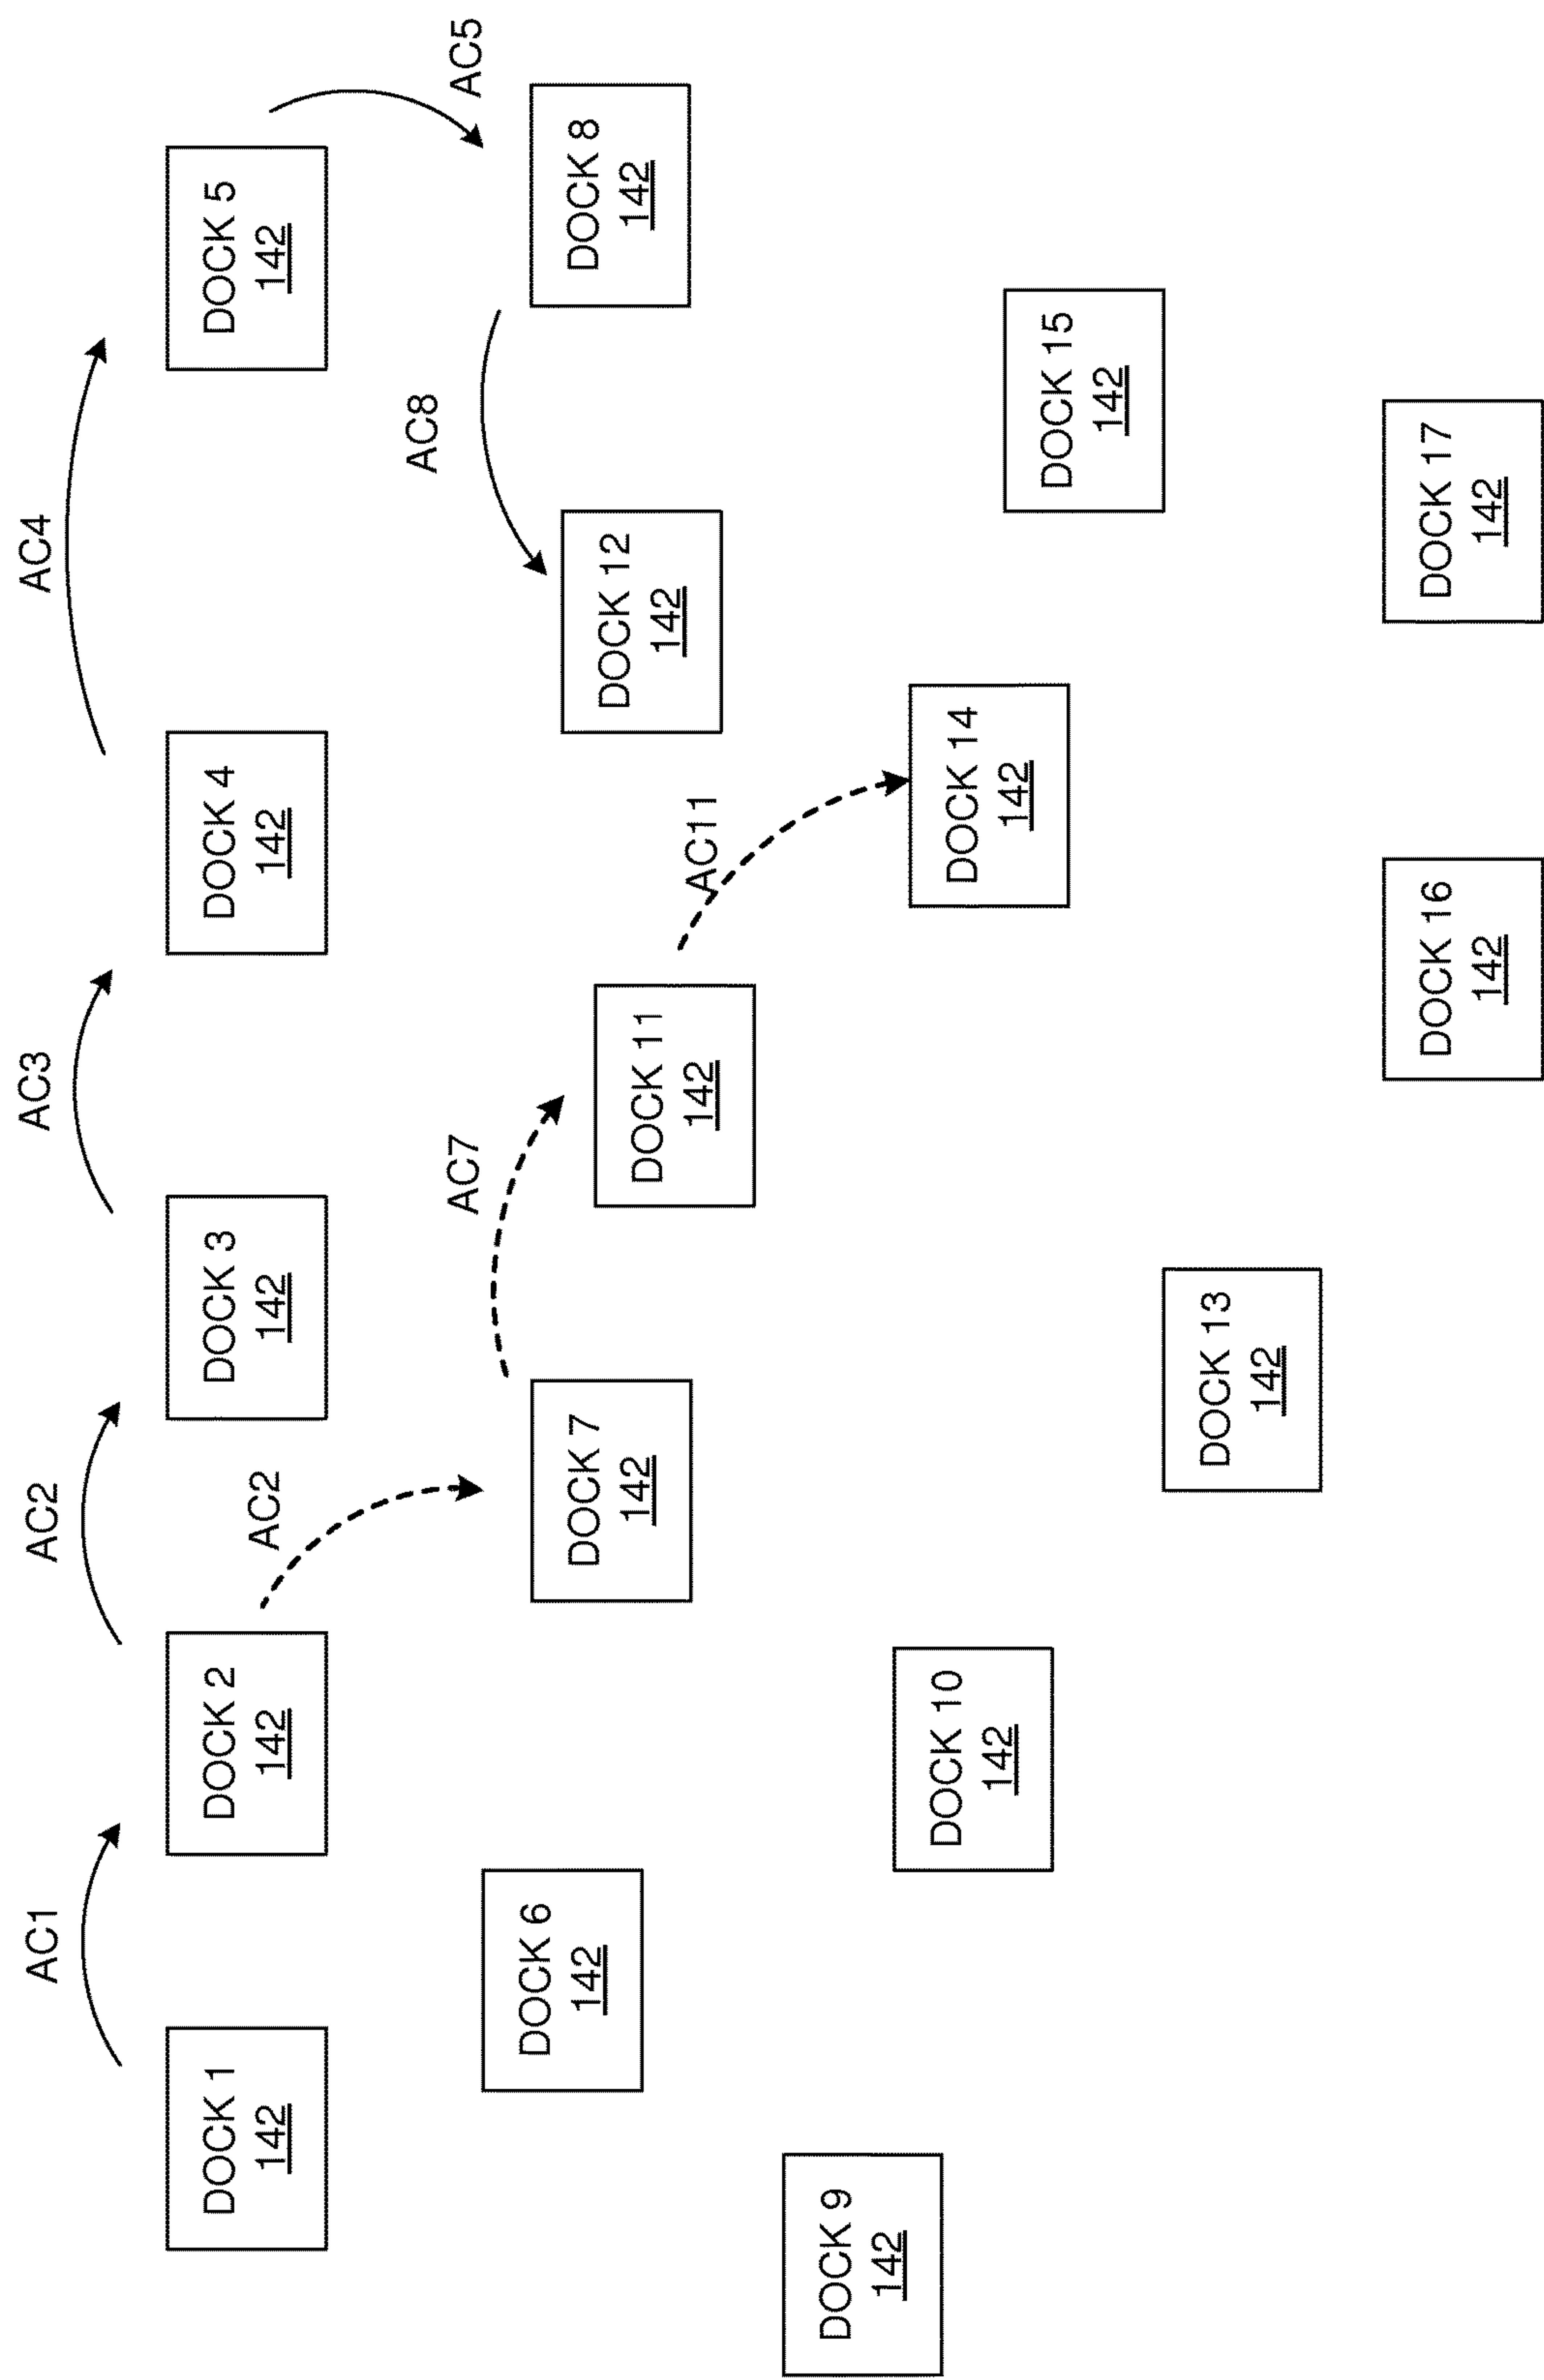 AC1
AC2
AC3
AC4
DOCK 1
142
DOCK 2
142
DOCK 3
142
DOCK 4
142
DOCK 5
142
AC2
AC7
AC8
AC5
DOCK 6
142
DOCK 7
142
DOCK 11
142
DOCK 12
142
DOCK 8
142
AC11
DOCK 9
142
DOCK 10
142
DOCK 14
142
DOCK 15
142
DOCK 13
142
DOCK 16
142
DOCK 17
142